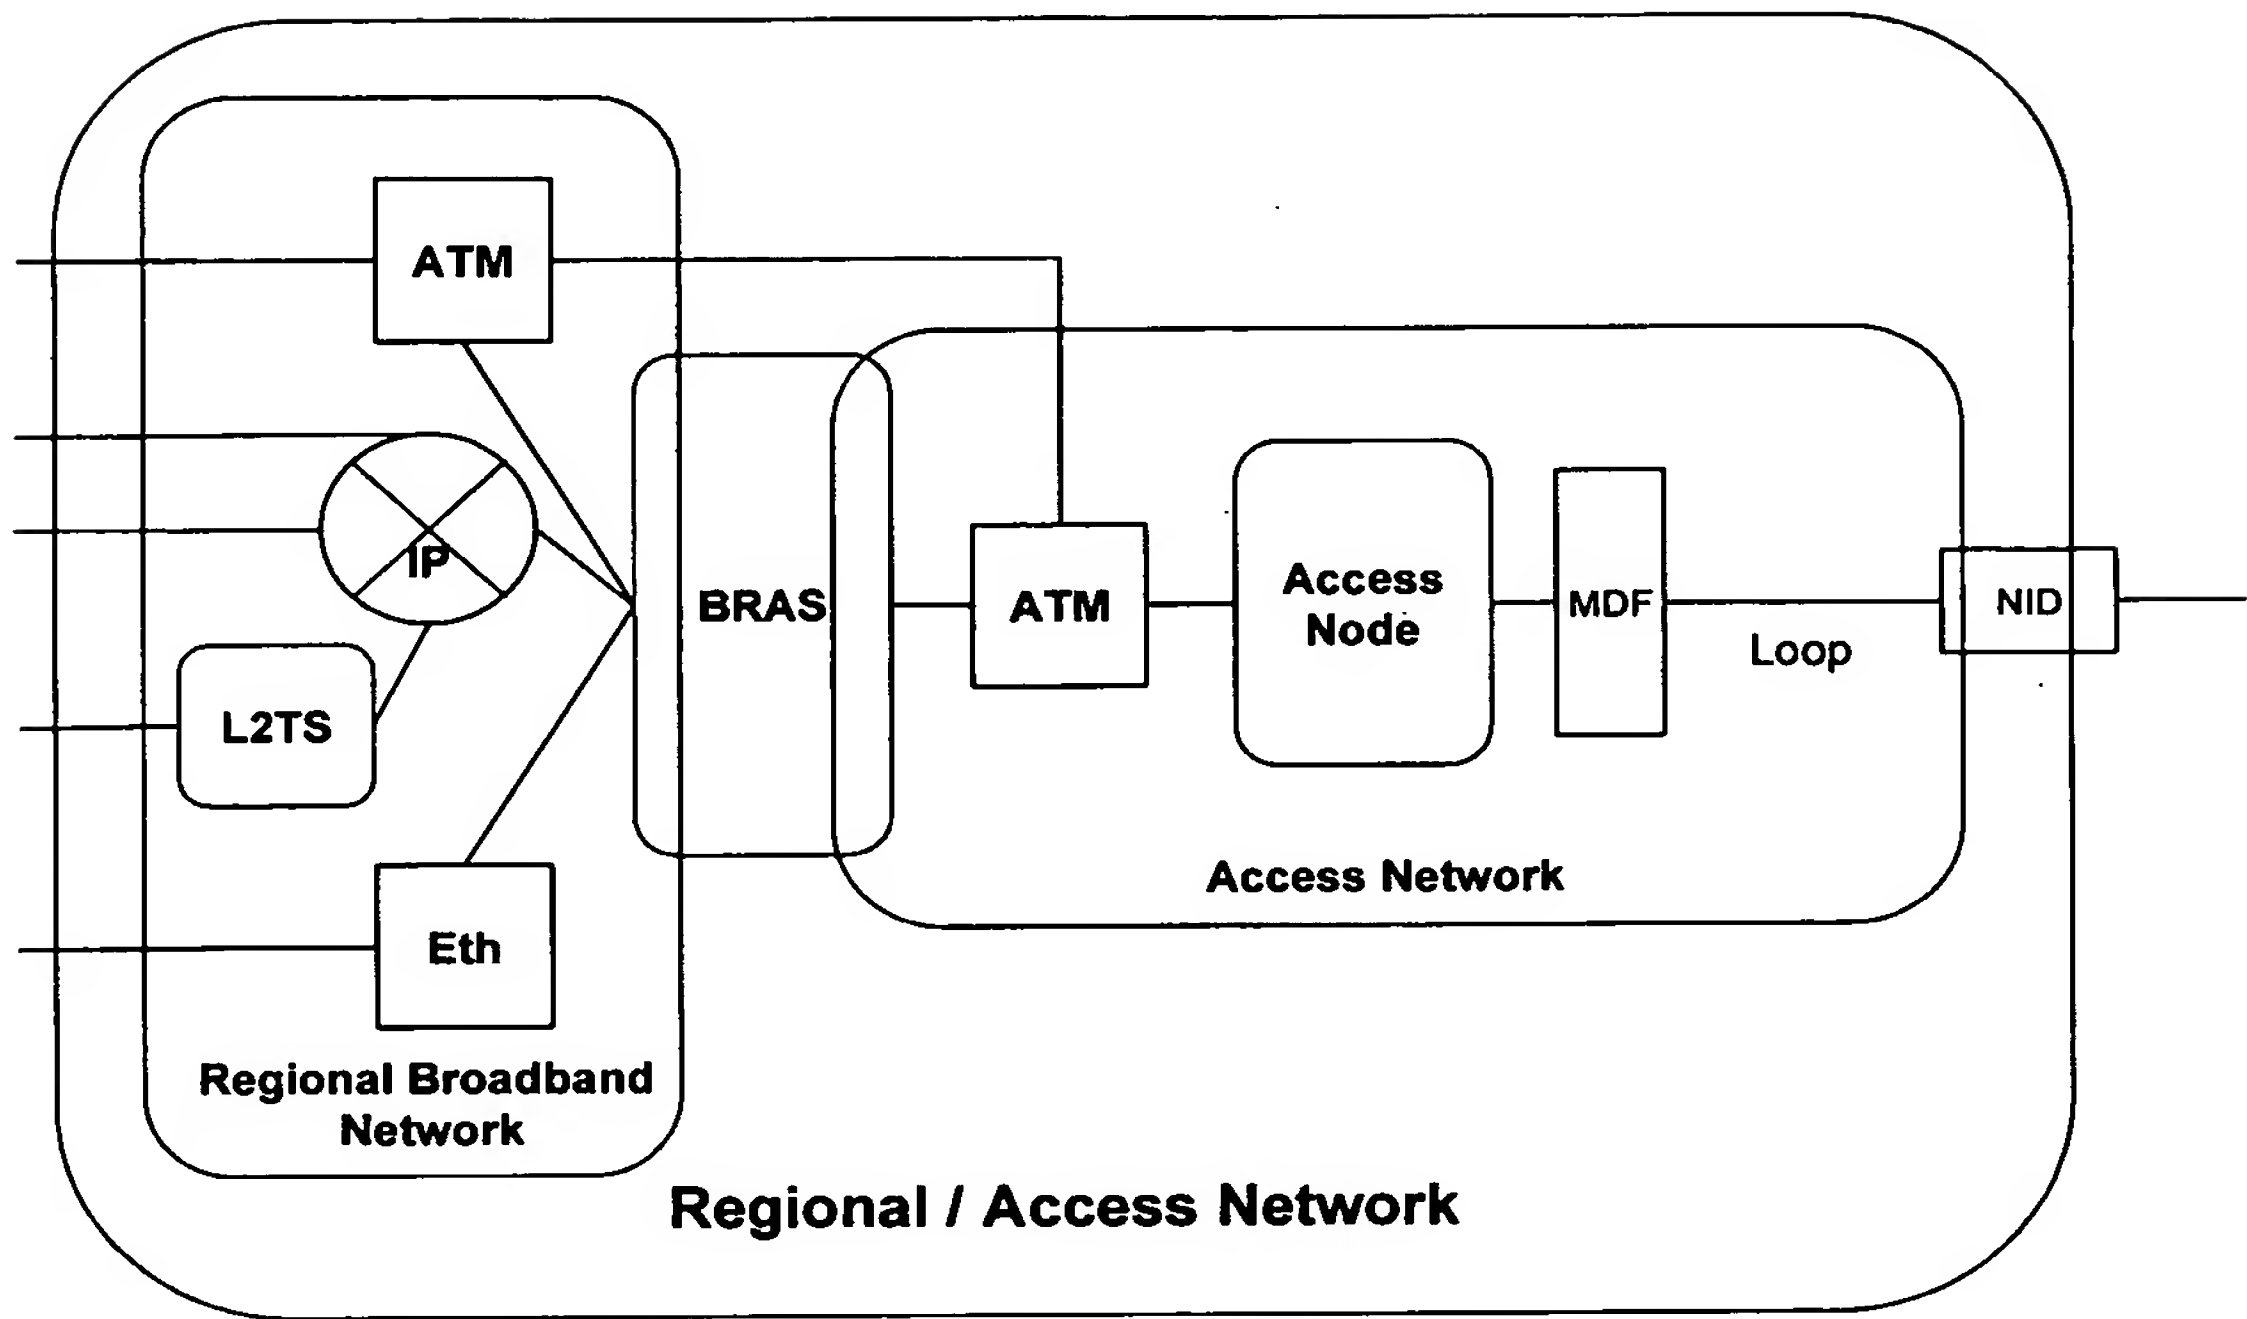 ATM
IP
BRAS
ATM
Access
Node
MDF
NID
Loop
L2TS
Access Network
Eth
Regional Broadband
Network
Regional / Access Network